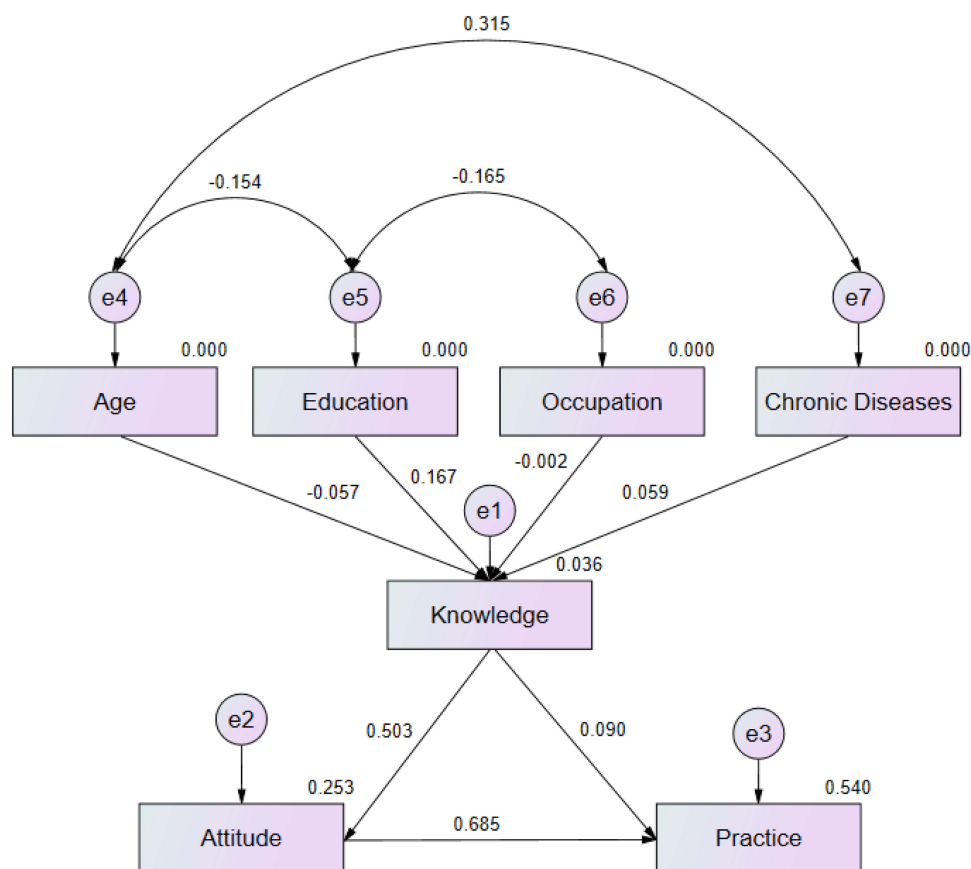 0.315
-0.154
-0.165
e4
e5
e6
e7
0.000
0.000
0.000
0.000
Age
Education
Occupation
Chronic Diseases
-0.057
0.167
-0.002
0.059
e1
0.036
Knowledge
e2
0.503
0.090
e3
0.253
0.540
Attitude
0.685
Practice